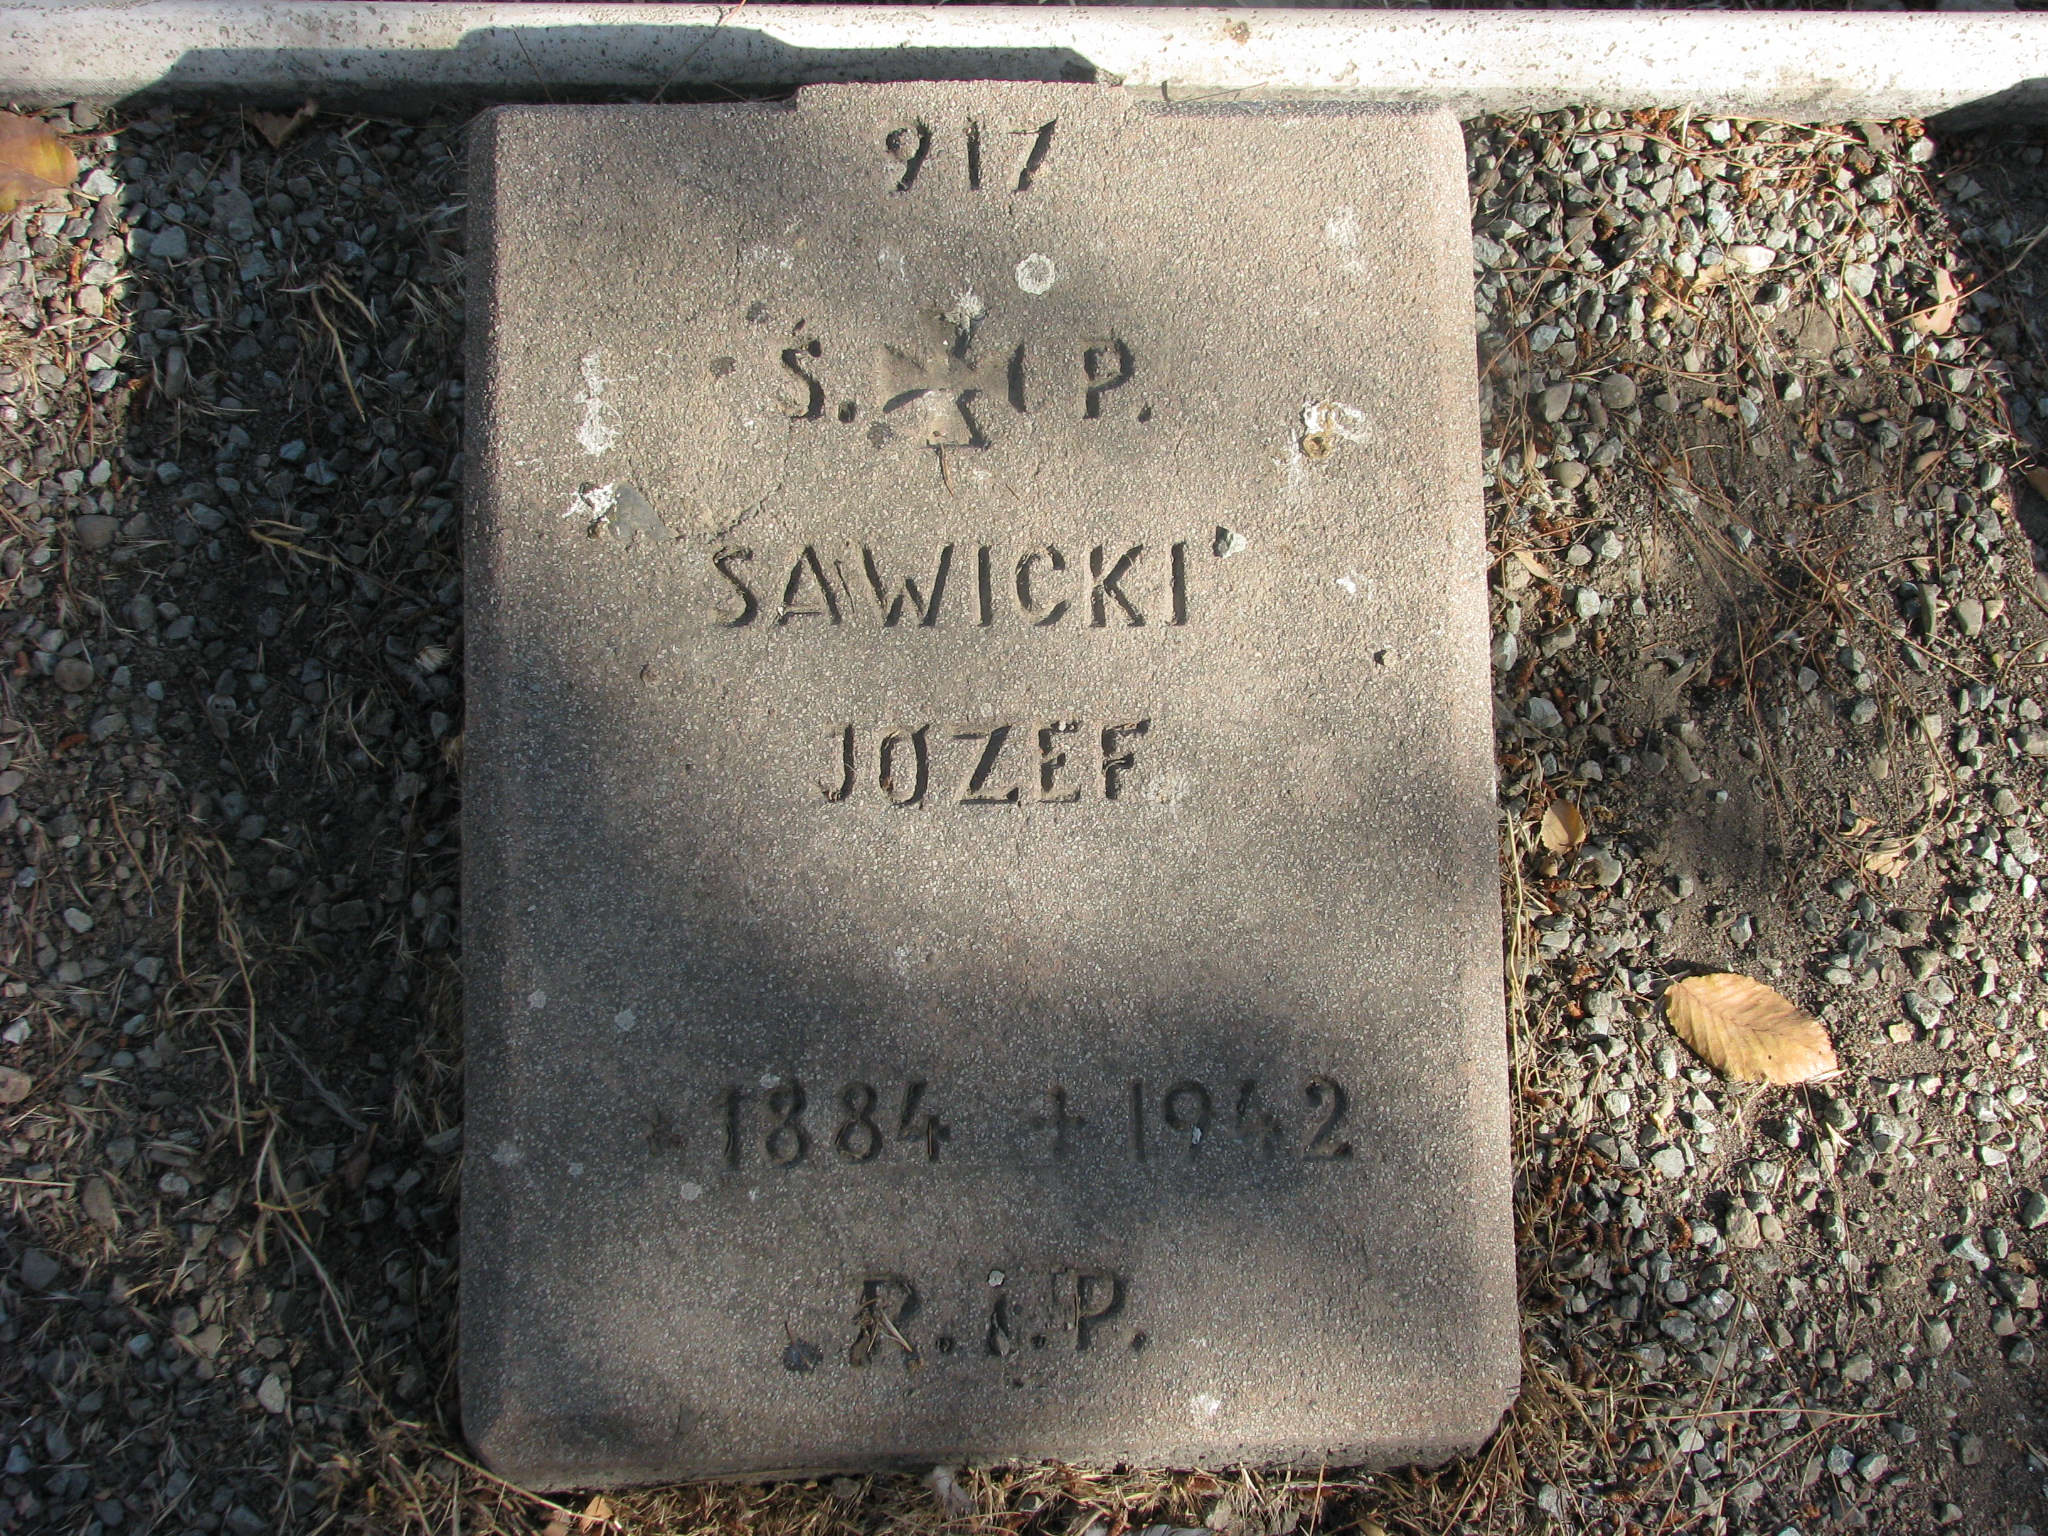 917
Ś. P.
SAWICKI
JOZEF
* 1884 + 1942
R.i.P.